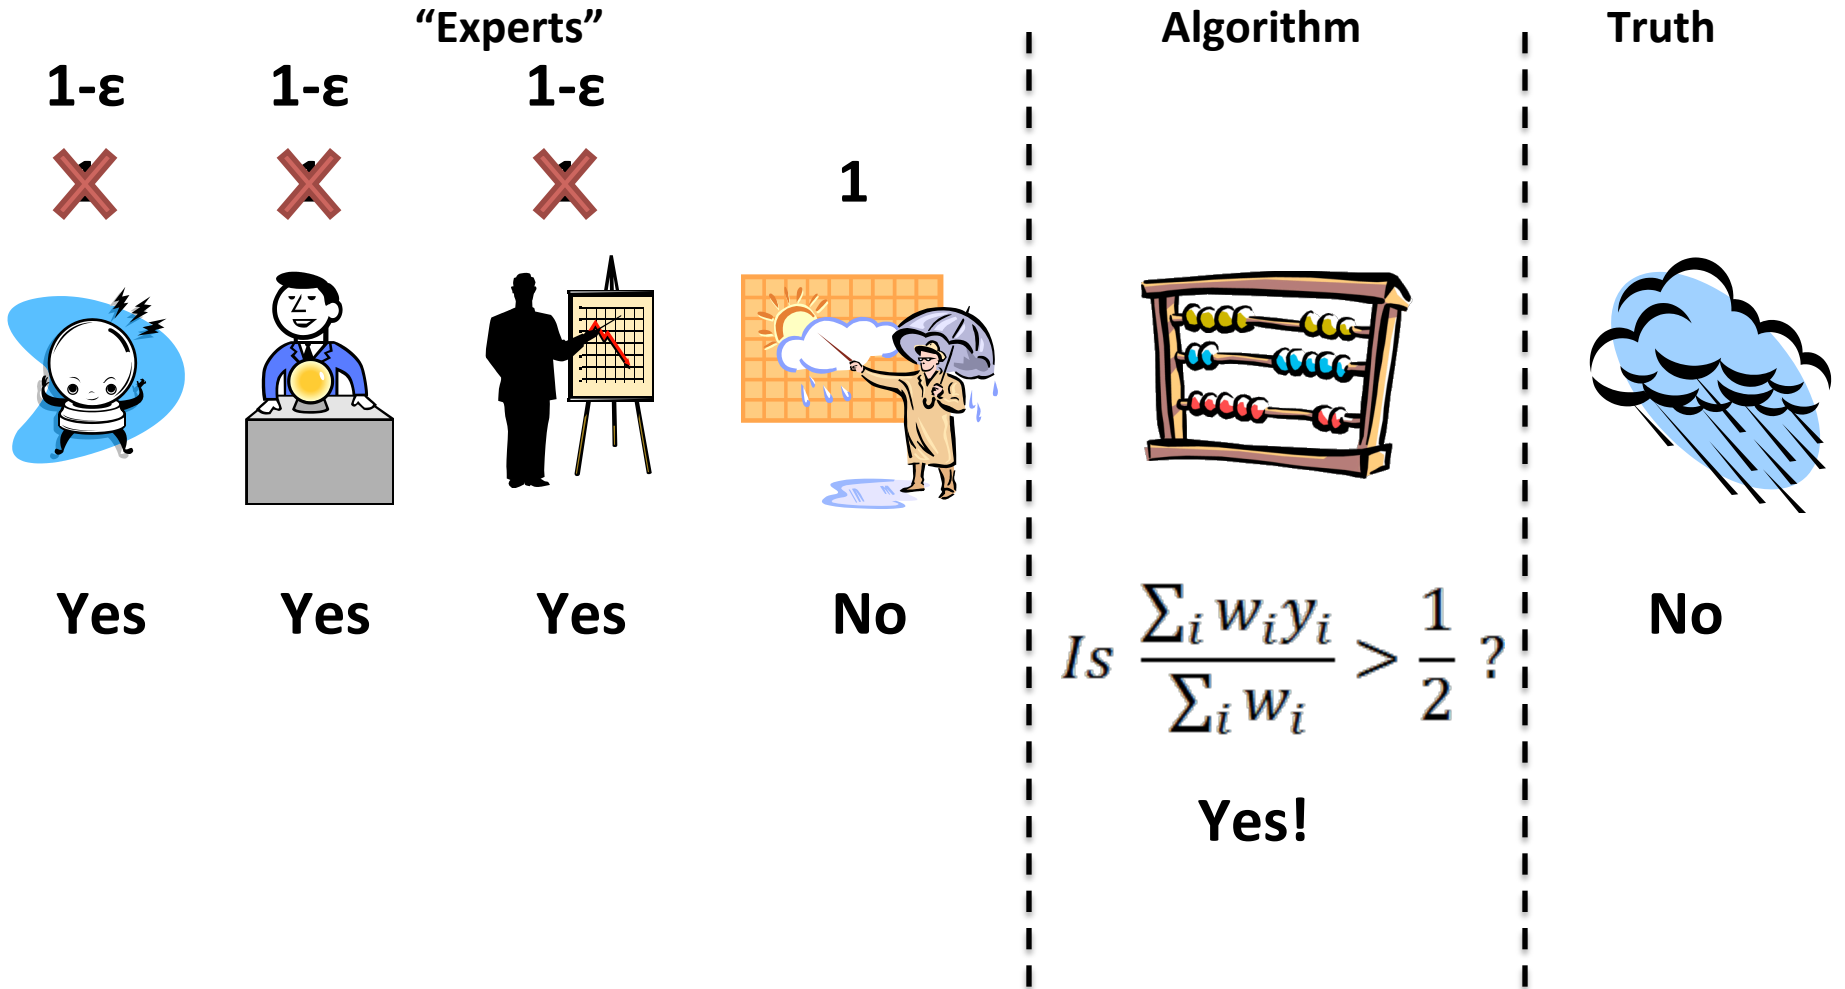 “Experts”
Algorithm
Truth
1-ε 1-ε 1-ε
1
Yes Yes Yes No
Is ∑ᵢ wᵢyᵢ / ∑ᵢ wᵢ > 1/2 ?
No
Yes!